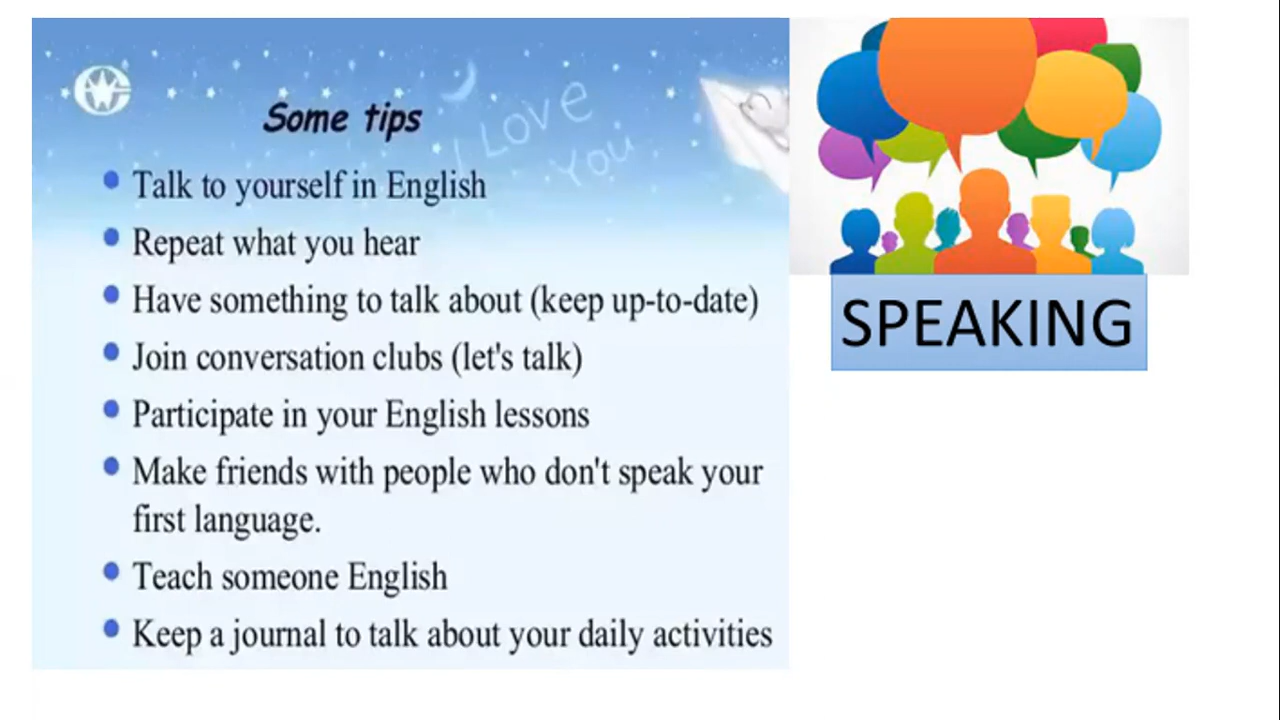 Some tips
I Love
You
Talk to yourself in English
Repeat what you hear
Have something to talk about (keep up-to-date)
Join conversation clubs (let's talk)
Participate in your English lessons
Make friends with people who don't speak your
first language.
Teach someone English
Keep a journal to talk about your daily activities
SPEAKING